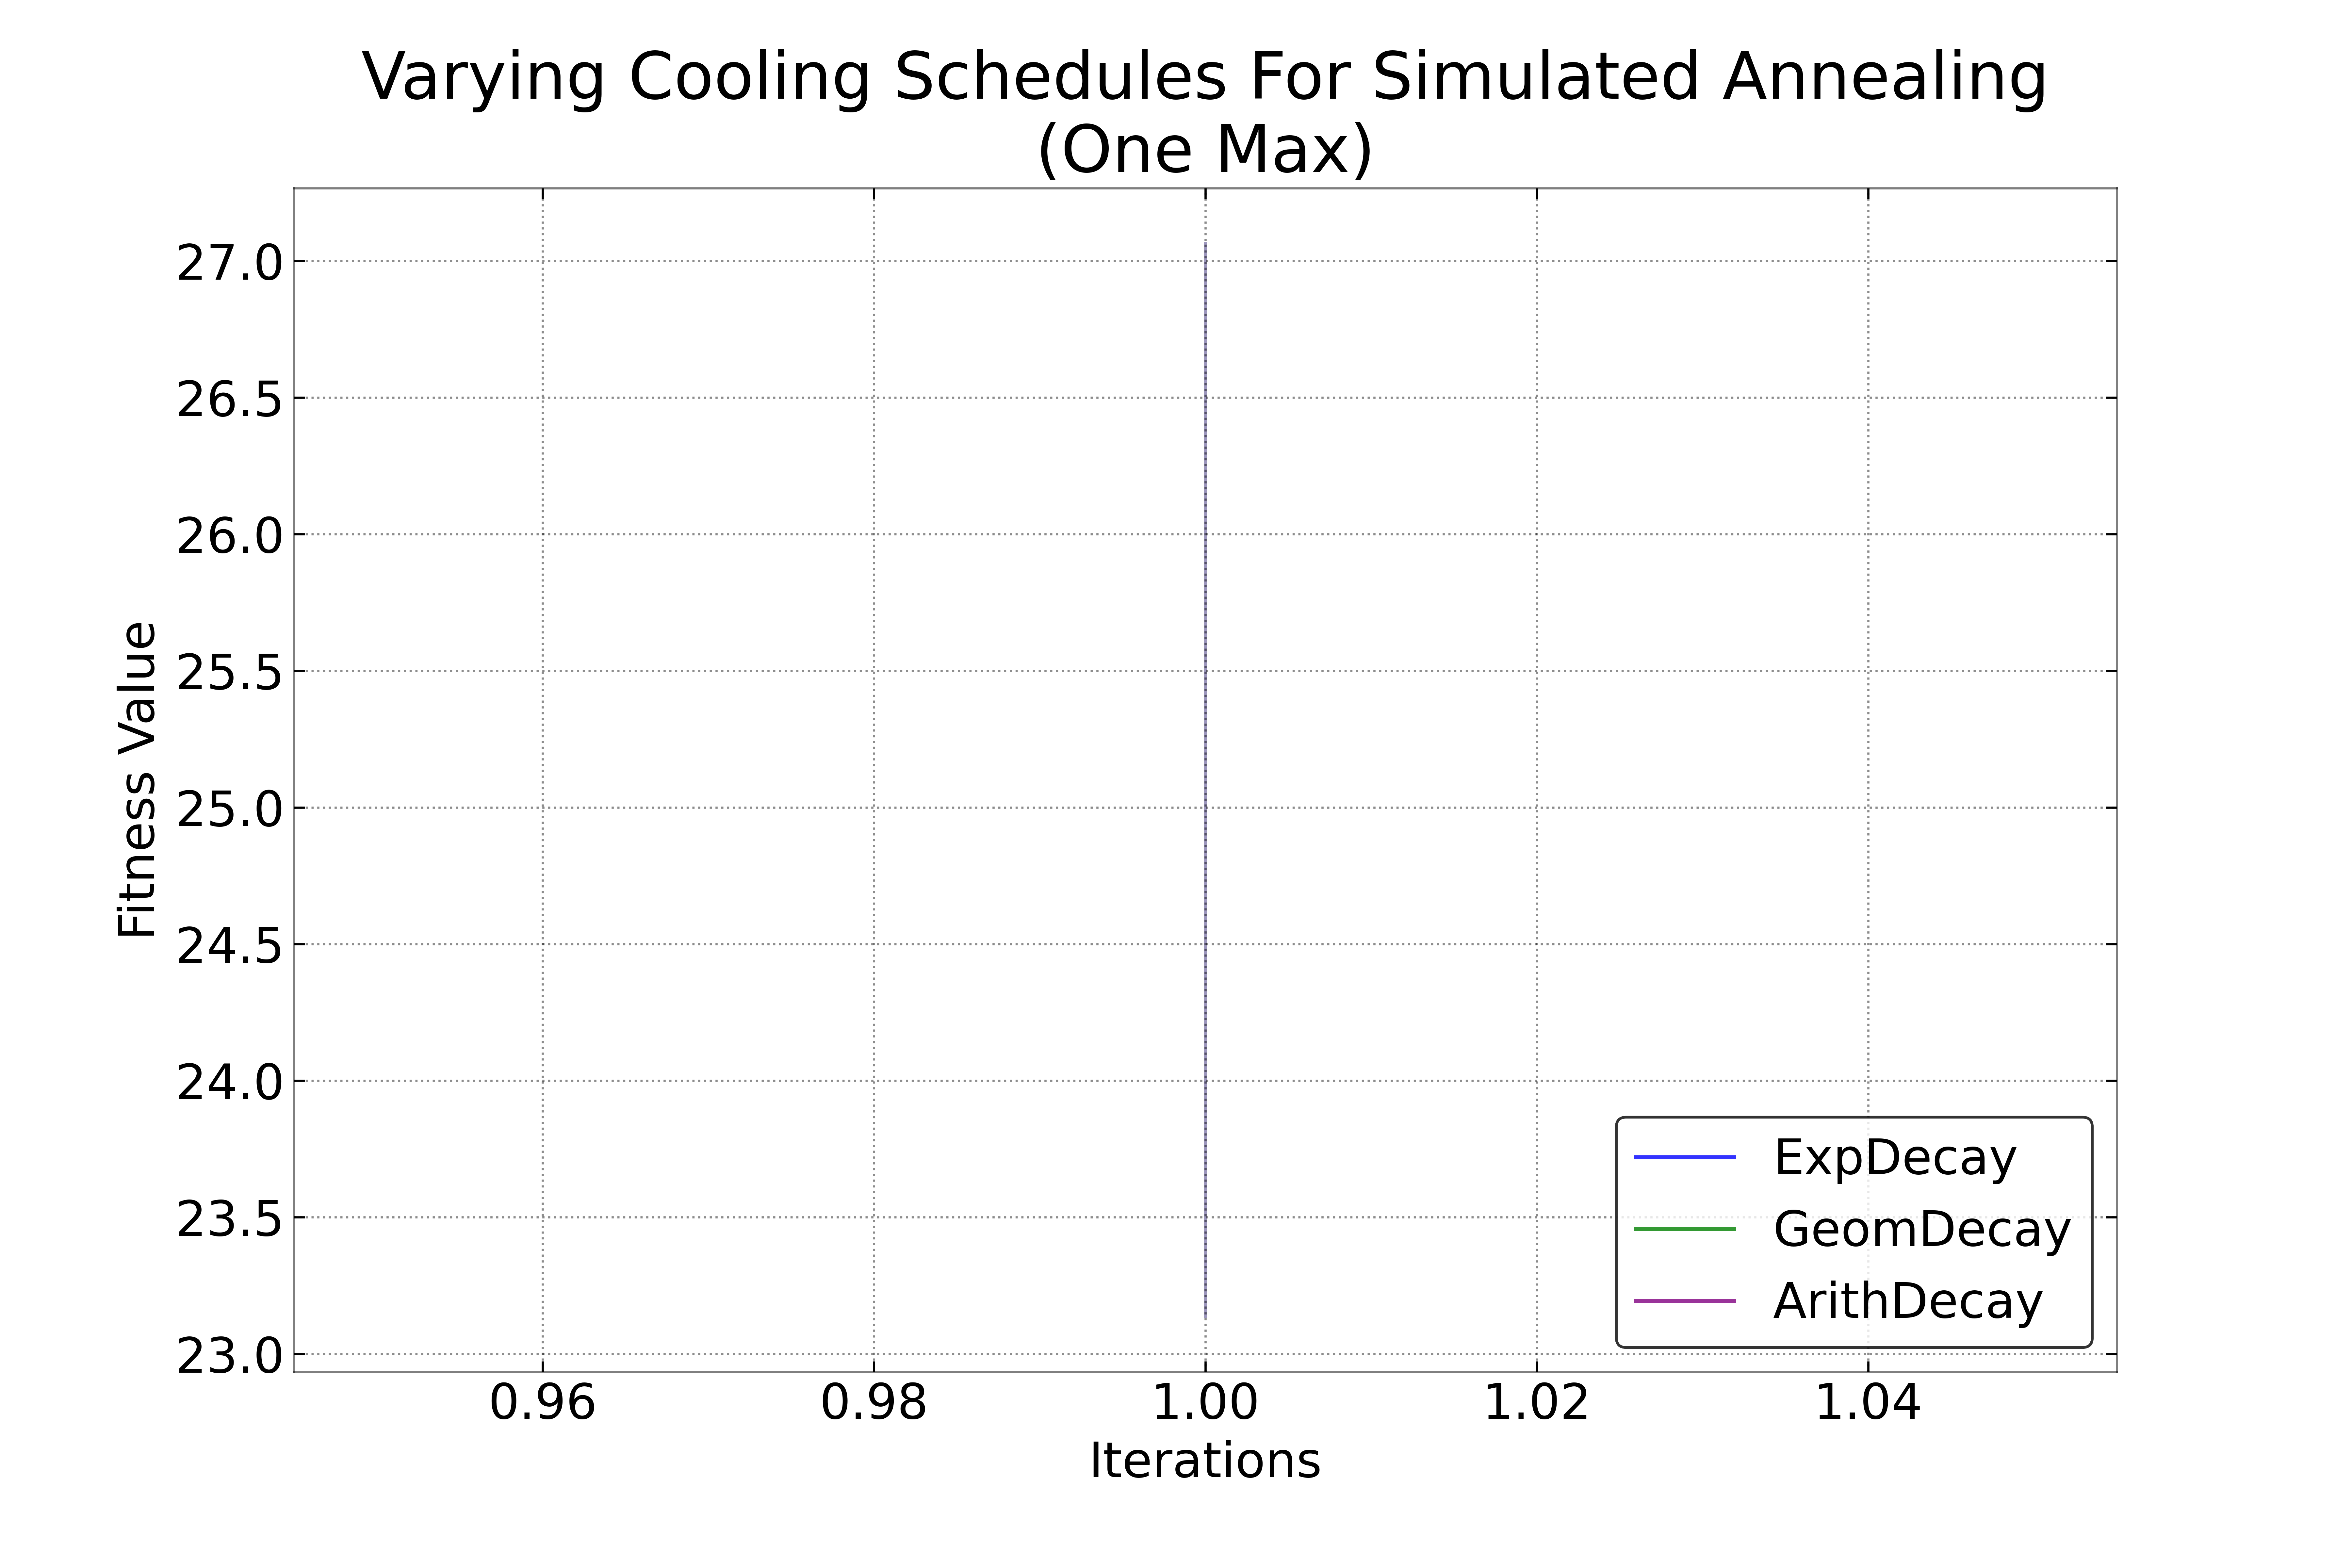 Varying Cooling Schedules For Simulated Annealing
(One Max)
27.0
26.5
26.0
25.5
25.0
24.5
24.0
23.5
23.0
Fitness Value
ExpDecay
GeomDecay
ArithDecay
0.96 0.98 1.00 1.02 1.04
Iterations